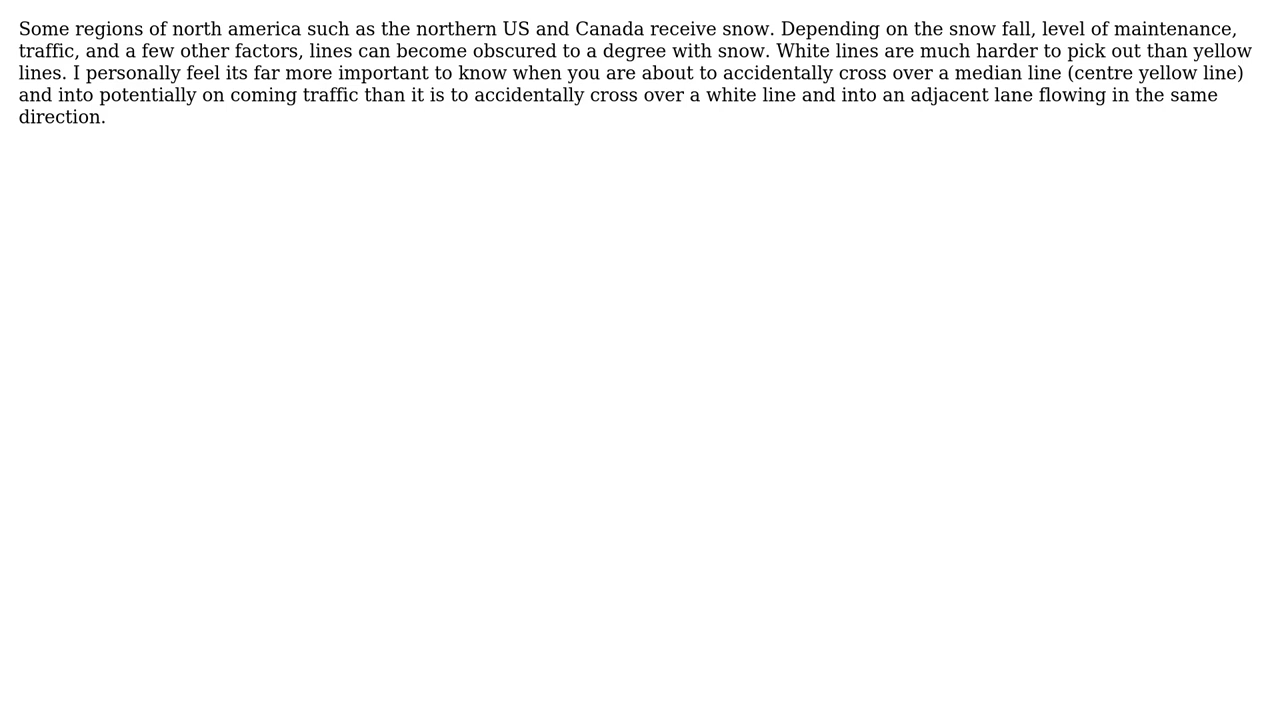 Some regions of north america such as the northern US and Canada receive snow. Depending on the snow fall, level of maintenance,
traffic, and a few other factors, lines can become obscured to a degree with snow. White lines are much harder to pick out than yellow
lines. I personally feel its far more important to know when you are about to accidentally cross over a median line (centre yellow line)
and into potentially on coming traffic than it is to accidentally cross over a white line and into an adjacent lane flowing in the same
direction.